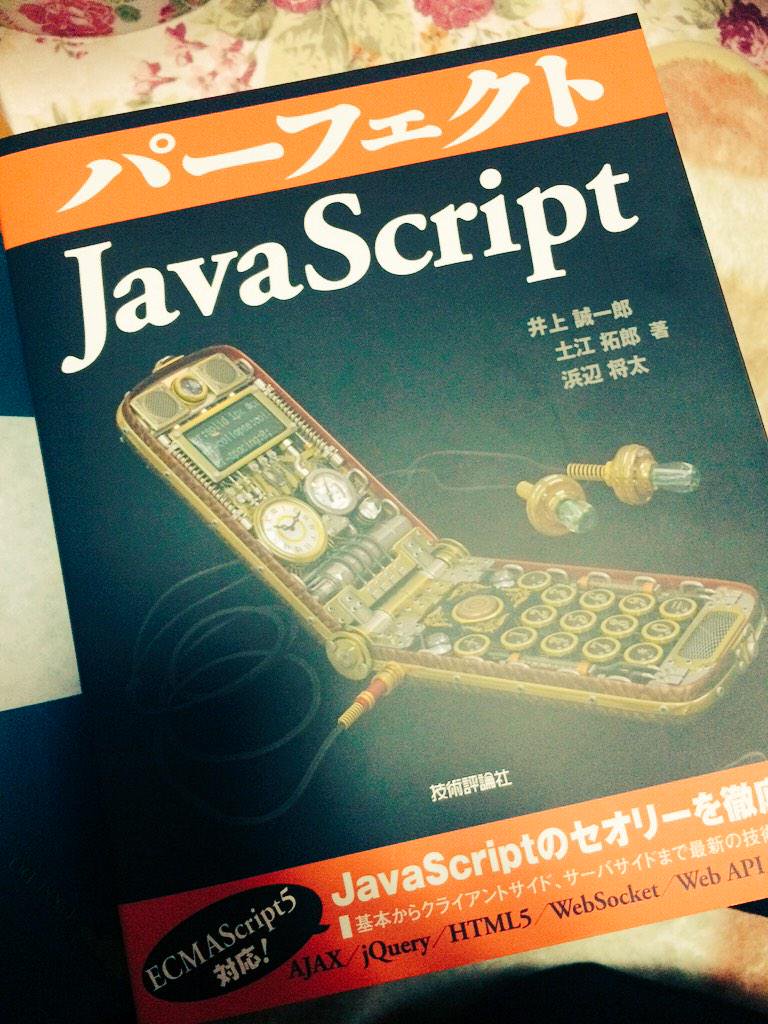 パーフェクト
JavaScript
井上 誠一郎
土江 拓郎 著
浜辺 将太
技術評論社
JavaScriptのセオリーを徹
基本からクライアントサイド、サーバサイドまで最新の技
ECMAScript5
対応!
AJAX/jQuery/HTML5/WebSocket/Web API